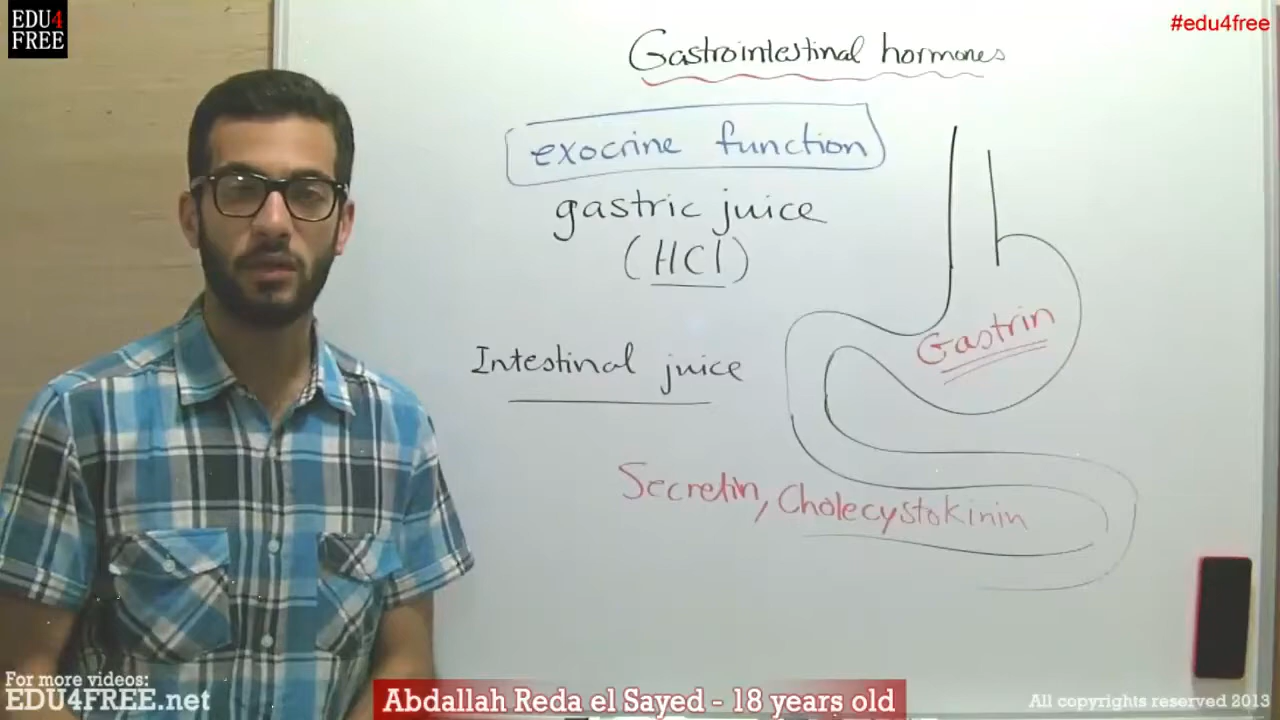 EDU4
FREE
#edu4free
Gastrointestinal hormones
exocrine function
gastric juice
(HCl)
Gastrin
Intestinal juice
Secretin, Cholecystokinin
For more videos:
EDU4FREE.net
Abdallah Reda el Sayed - 18 years old
All copyrights reserved 2013